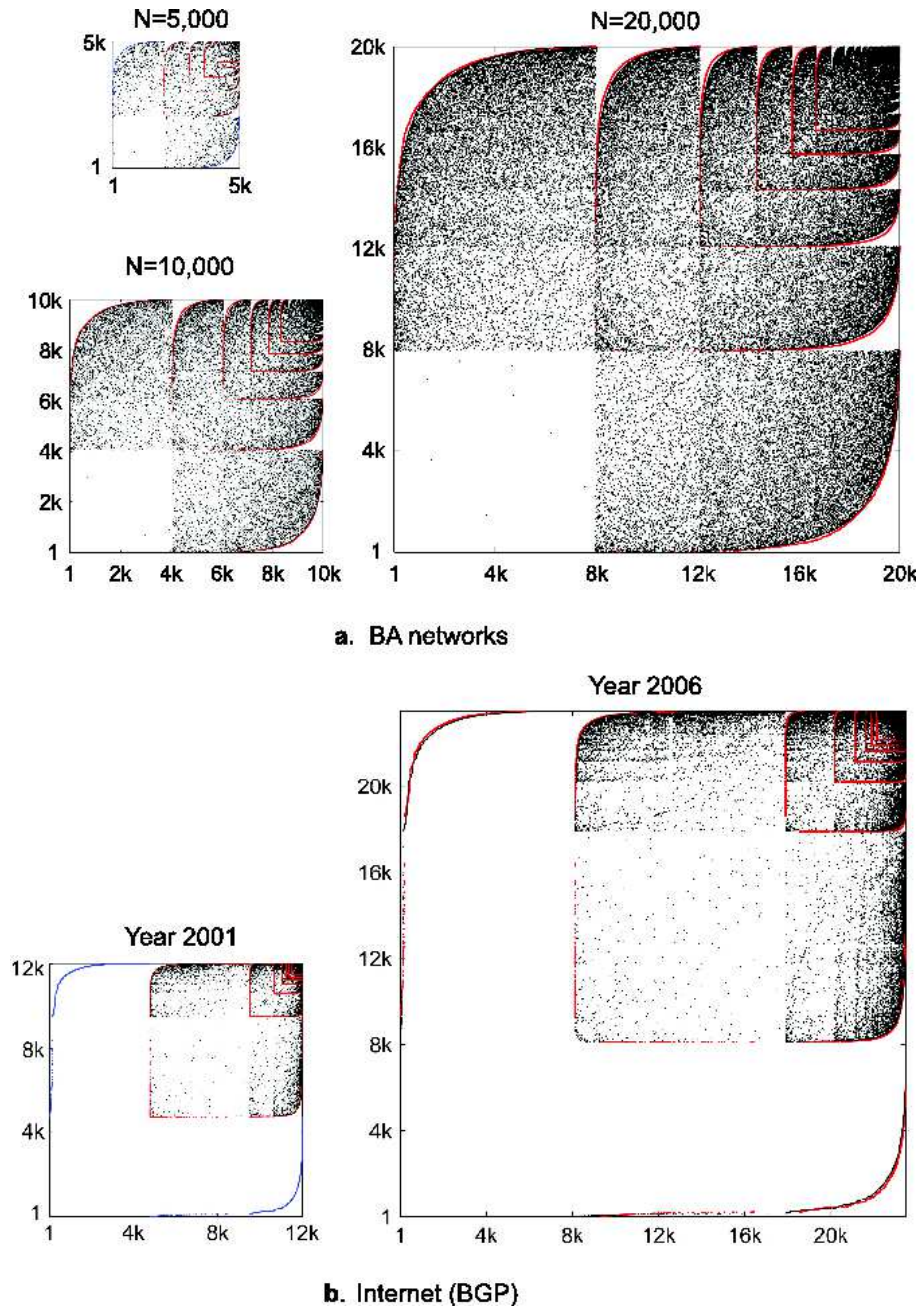 N=5,000
N=20,000
5k
1
1
5k
20k
16k
12k
8k
4k
1
1
4k
8k
12k
16k
20k
N=10,000
10k
8k
6k
4k
2k
1
1
2k
4k
6k
8k
10k
a. BA networks
Year 2006
20k
16k
12k
8k
4k
1
1
4k
8k
12k
16k
20k
Year 2001
12k
8k
4k
1
1
4k
8k
12k
b. Internet (BGP)